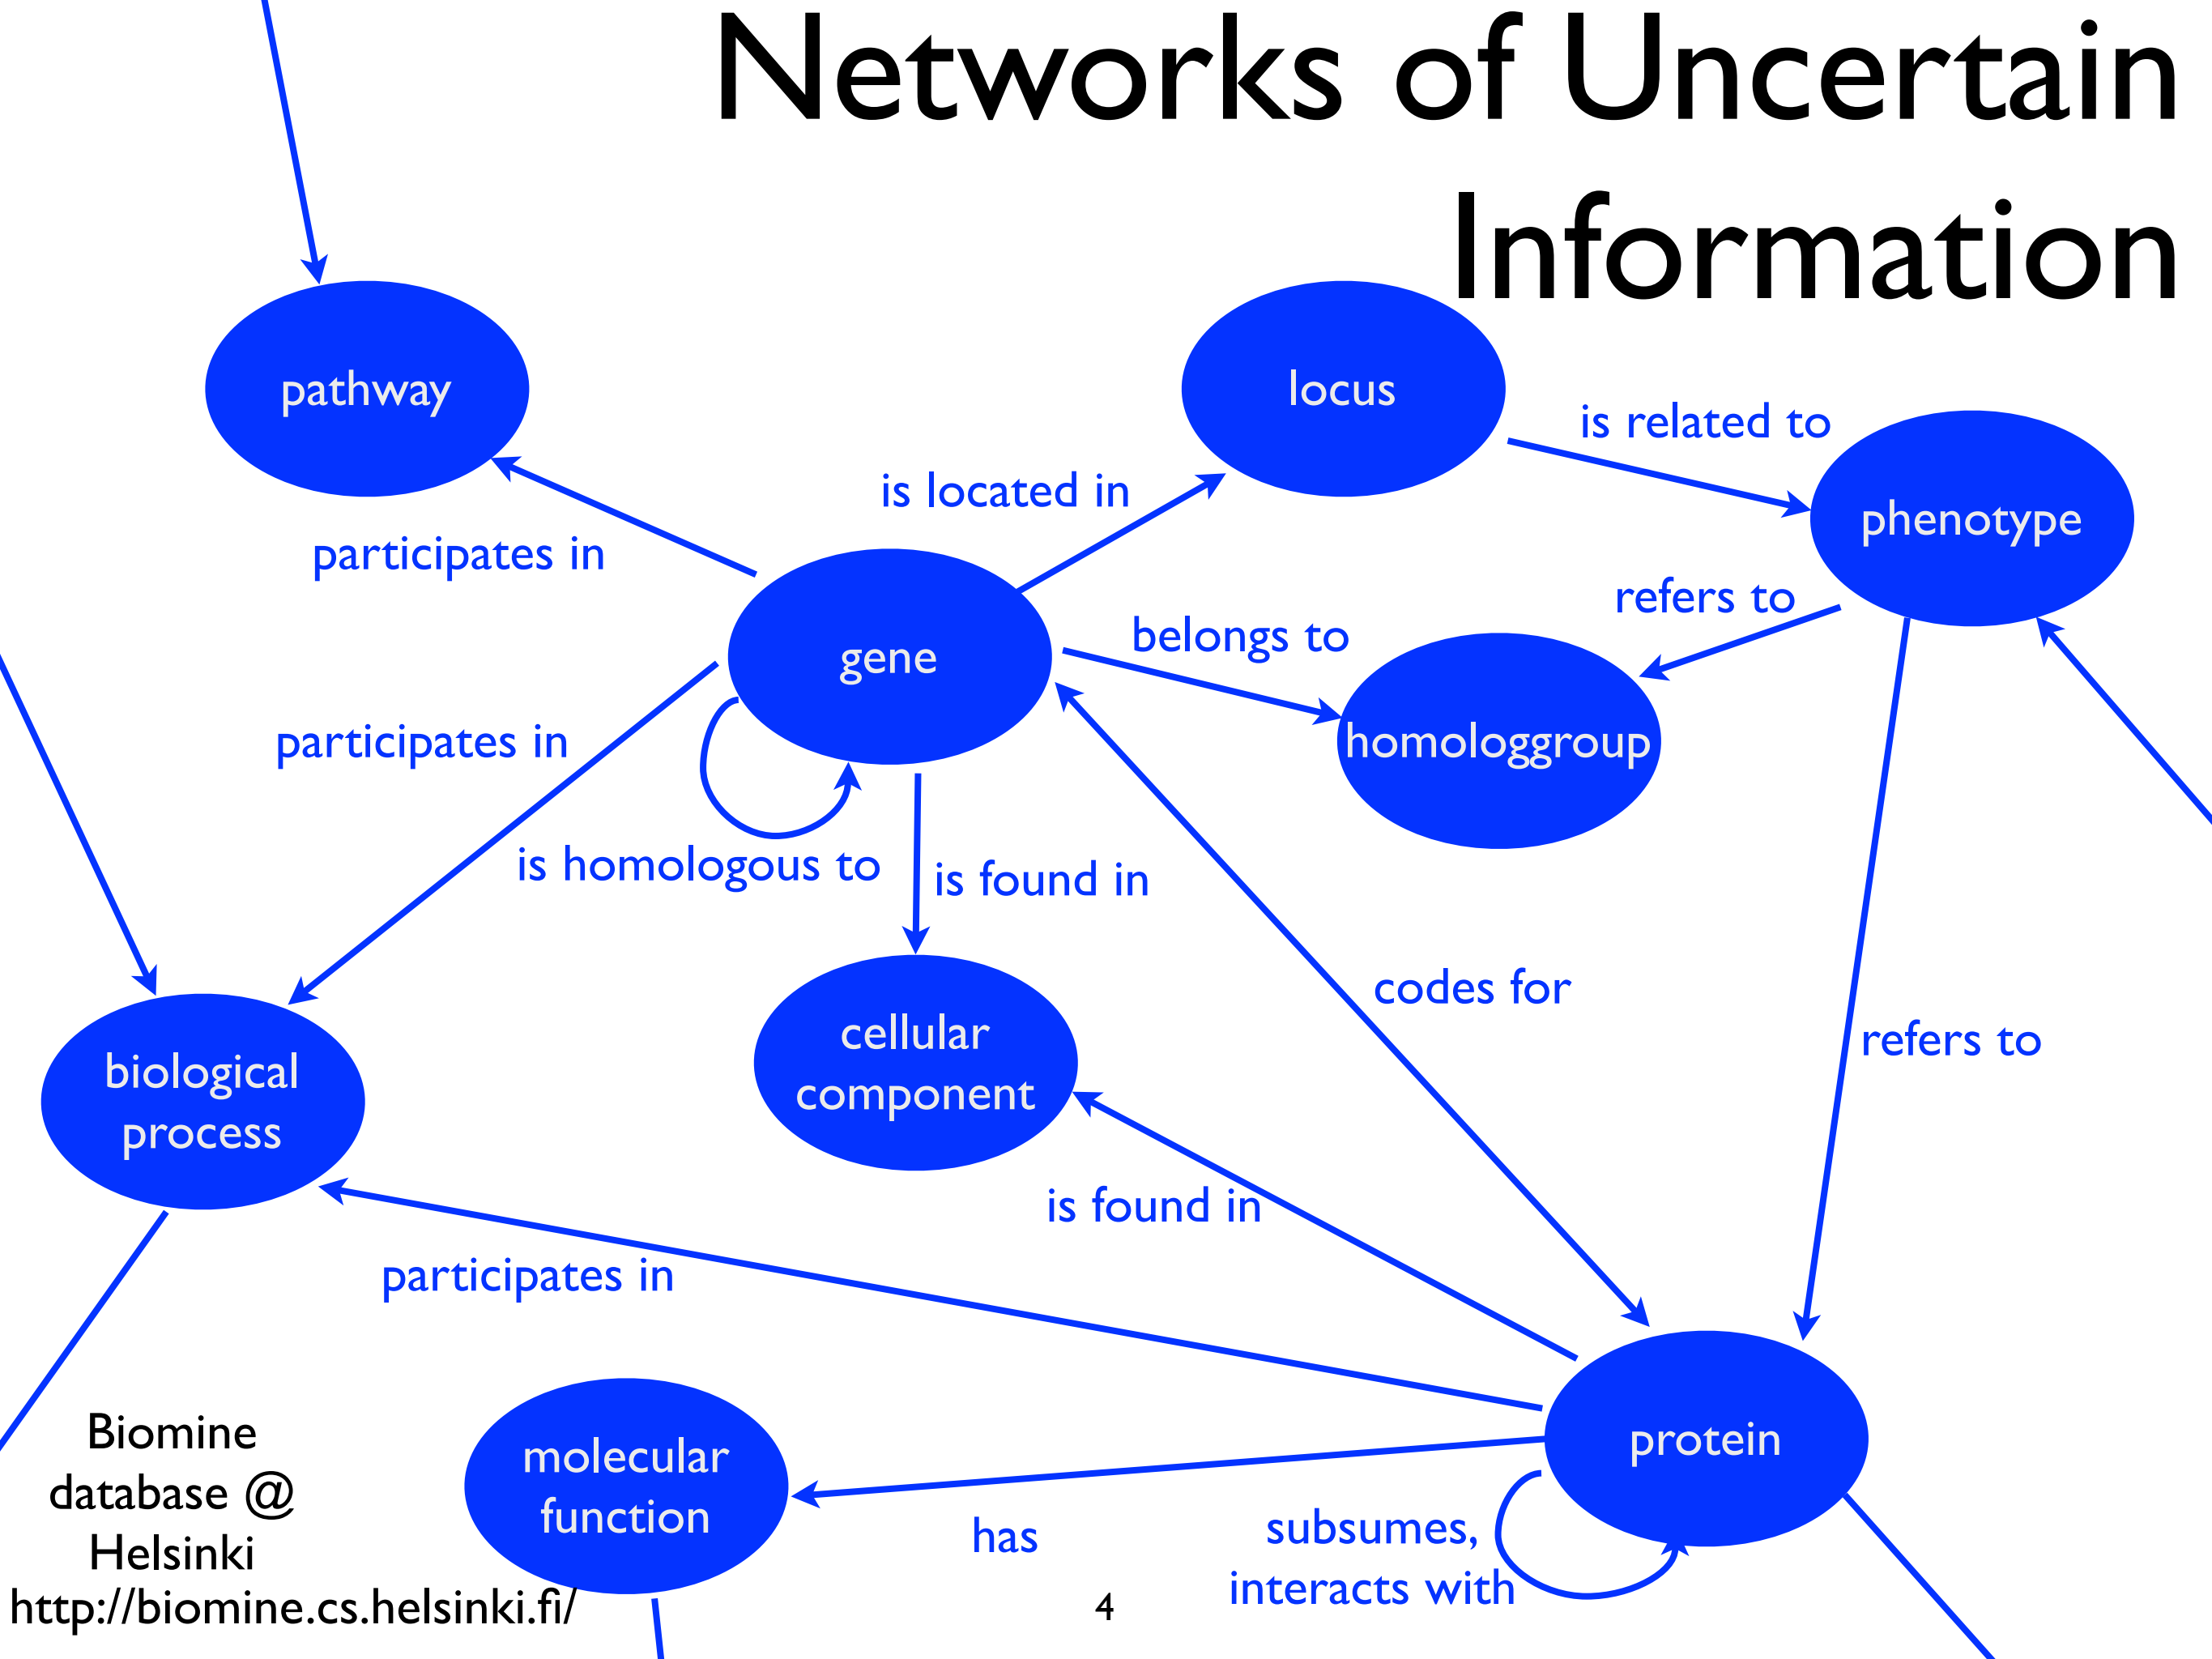 Networks of Uncertain
Information
pathway
locus
is related to
phenotype
is located in
participates in
refers to
belongs to
gene
homologgroup
participates in
is homologous to
is found in
codes for
cellular
component
refers to
biological
process
is found in
participates in
protein
molecular
function
has
subsumes,
interacts with
Biomine
database @
Helsinki
http://biomine.cs.helsinki.fi/
4